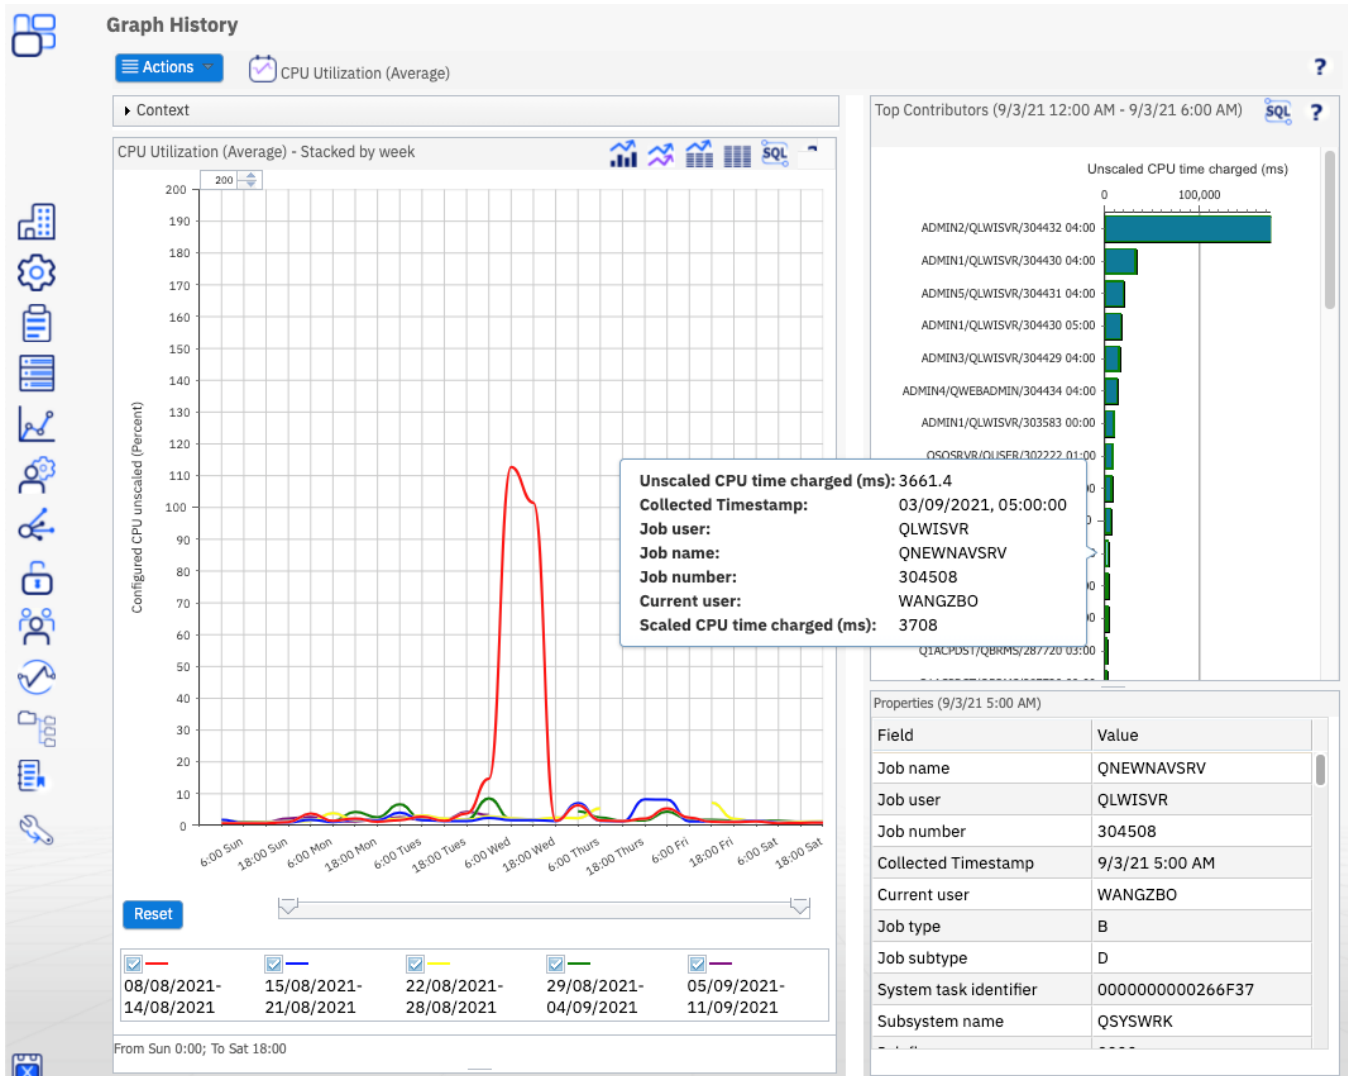 Graph History
Actions
CPU Utilization (Average)
?
Context
CPU Utilization (Average) - Stacked by week
SQL
200
200
190
180
170
160
150
140
130
120
110
100
90
80
70
60
50
40
30
20
10
0
Configured CPU unscaled (Percent)
6:00 Sun
18:00 Sun
6:00 Mon
18:00 Mon
6:00 Tues
18:00 Tues
6:00 Wed
18:00 Wed
6:00 Thurs
18:00 Thurs
6:00 Fri
18:00 Fri
6:00 Sat
18:00 Sat
Reset
08/08/2021-
14/08/2021
15/08/2021-
21/08/2021
22/08/2021-
28/08/2021
29/08/2021-
04/09/2021
05/09/2021-
11/09/2021
From Sun 0:00; To Sat 18:00
Top Contributors (9/3/21 12:00 AM - 9/3/21 6:00 AM)
SQL
?
Unscaled CPU time charged (ms)
0 100,000
ADMIN2/QLWISVR/304432 04:00
ADMIN1/QLWISVR/304430 04:00
ADMIN5/QLWISVR/304431 04:00
ADMIN1/QLWISVR/304430 05:00
ADMIN3/QLWISVR/304429 04:00
ADMIN4/QWEBADMIN/304434 04:00
ADMIN1/QLWISVR/303583 00:00
QSQSRVR/QUSER/302222 01:00
Unscaled CPU time charged (ms): 3661.4
Collected Timestamp: 03/09/2021, 05:00:00
Job user: QLWISVR
Job name: QNEWNAVSRV
Job number: 304508
Current user: WANGZBO
Scaled CPU time charged (ms): 3708
Q1ACPDST/QBRMS/287720 03:00
Properties (9/3/21 5:00 AM)
Field Value
Job name QNEWNAVSRV
Job user QLWISVR
Job number 304508
Collected Timestamp 9/3/21 5:00 AM
Current user WANGZBO
Job type B
Job subtype D
System task identifier 0000000000266F37
Subsystem name QSYSWRK